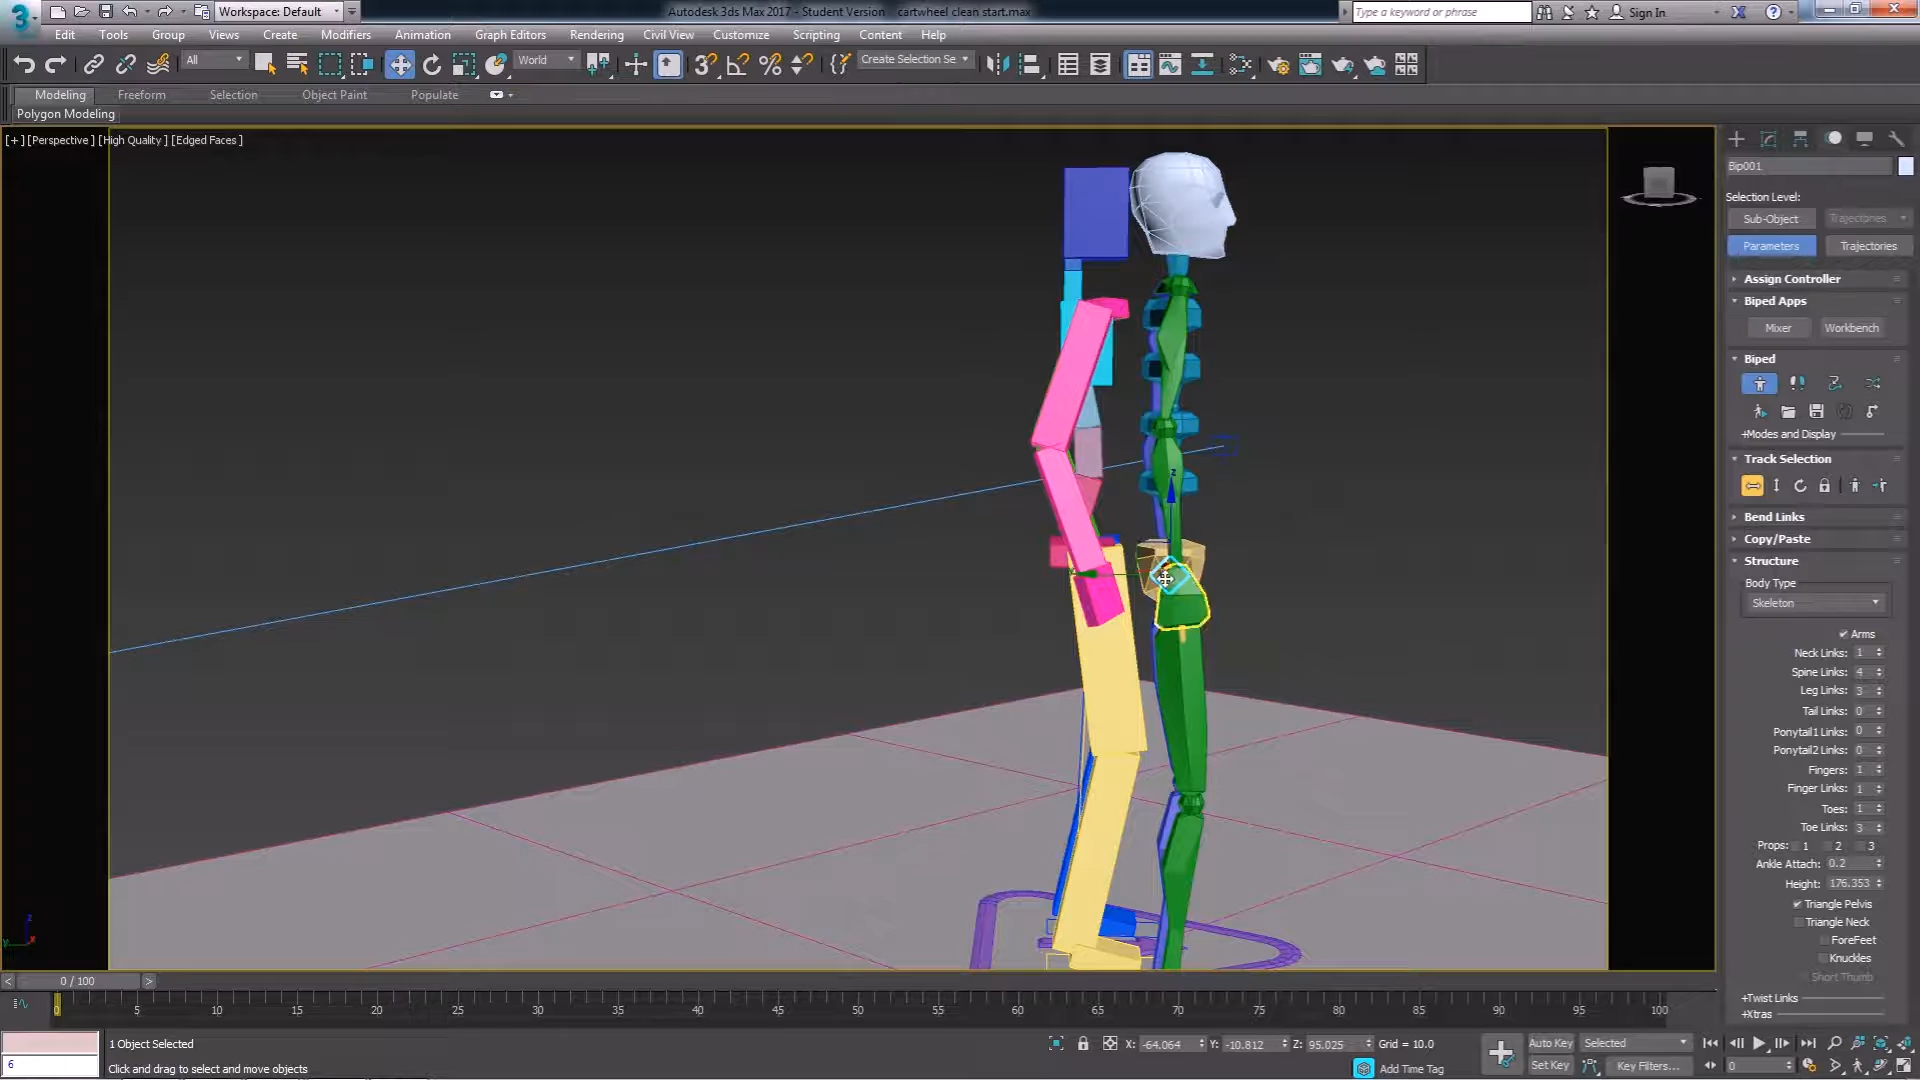 Workspace: Default
Autodesk 3ds Max 2017 - Student Version
cartwheel clean start.max
Type a keyword or phrase
Sign In
Edit
Tools
Group
Views
Create
Modifiers
Animation
Graph Editors
Rendering
Civil View
Customize
Scripting
Content
Help
All
World
Create Selection Se
Modeling
Freeform
Selection
Object Paint
Populate
Polygon Modeling
[+] [Perspective] [High Quality] [Edged Faces]
Bip001
Selection Level:
Sub-Object
Trajectories
Parameters
Trajectories
Assign Controller
Biped Apps
Mixer
Workbench
Biped
+Modes and Display
Track Selection
Bend Links
Copy/Paste
Structure
Body Type
Skeleton
Arms
Neck Links: 1
Spine Links: 4
Leg Links: 3
Tail Links: 0
Ponytail1 Links: 0
Ponytail2 Links: 0
Fingers: 1
Finger Links: 1
Toes: 1
Toe Links: 3
Props: 1 2 3
Ankle Attach: 0.2
Height: 176.353
Triangle Pelvis
Triangle Neck
ForeFeet
Knuckles
Short Thumb
+Twist Links
+Xtras
< 0 / 100 >
0 5 10 15 20 25 30 35 40 45 50 55 60 65 70 75 80 85 90 95 100
6
1 Object Selected
Click and drag to select and move objects
X: -64.064
Y: -10.812
Z: 95.025
Grid = 10.0
Add Time Tag
Auto Key
Selected
Set Key
Key Filters...
0